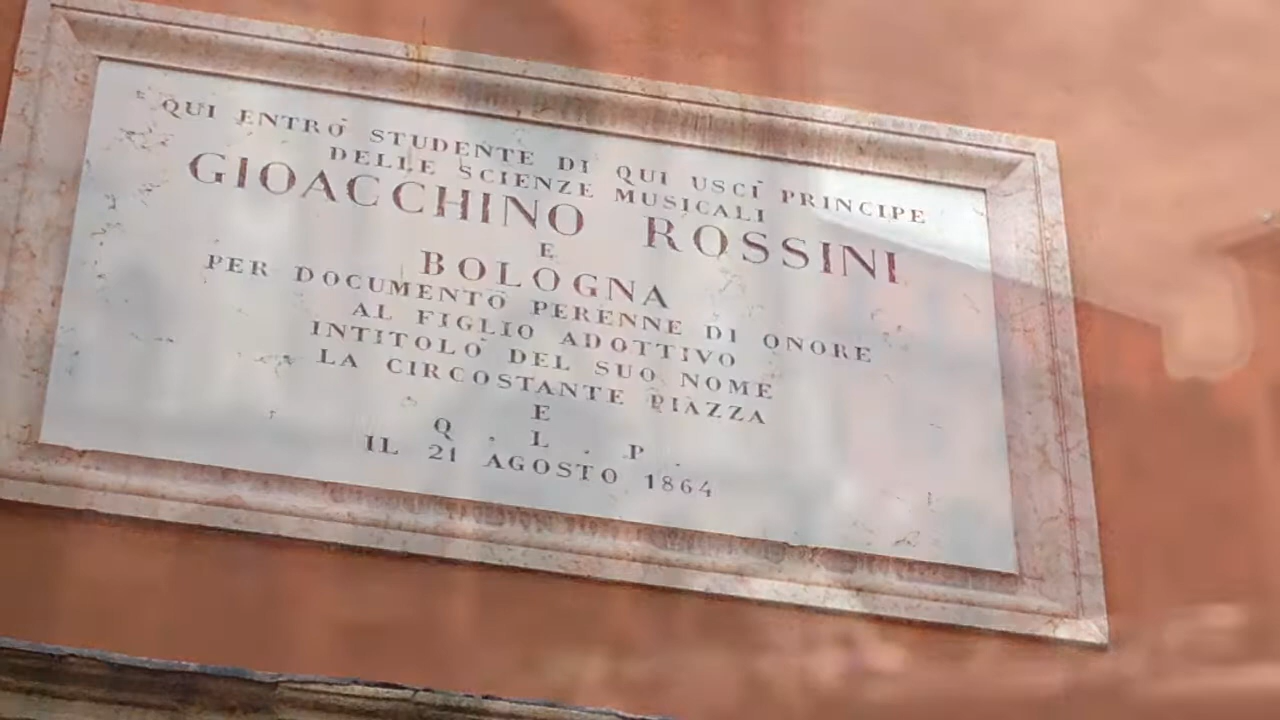 QUI ENTRÒ STUDENTE DI QUI USCÌ PRINCIPE
DELLE SCIENZE MUSICALI
GIOACCHINO ROSSINI
E
BOLOGNA
PER DOCUMENTO PERENNE DI ONORE
AL FIGLIO ADOTTIVO
INTITOLÒ DEL SUO NOME
LA CIRCOSTANTE PIAZZA
E
Q . L . P .
IL 21 AGOSTO 1864